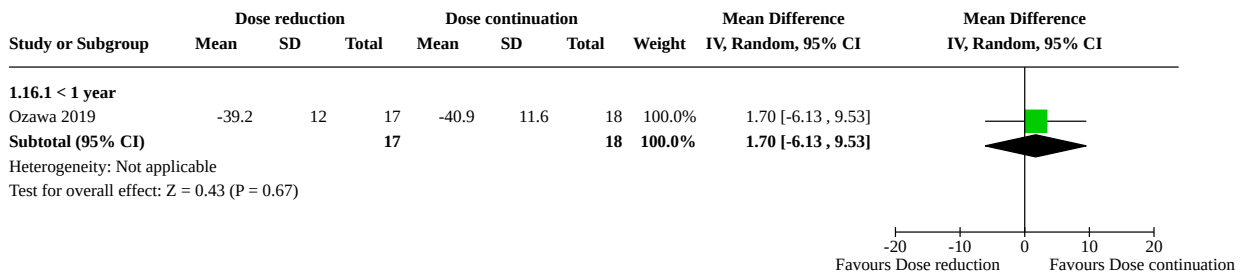 Dose reduction Dose continuation Mean Difference Mean Difference
Study or Subgroup Mean SD Total Mean SD Total Weight IV, Random, 95% CI IV, Random, 95% CI
1.16.1 < 1 year
Ozawa 2019 -39.2 12 17 -40.9 11.6 18 100.0% 1.70 [-6.13 , 9.53]
Subtotal (95% CI) 17 18 100.0% 1.70 [-6.13 , 9.53]
Heterogeneity: Not applicable
Test for overall effect: Z = 0.43 (P = 0.67)
-20 -10 0 10 20
Favours Dose reduction Favours Dose continuation